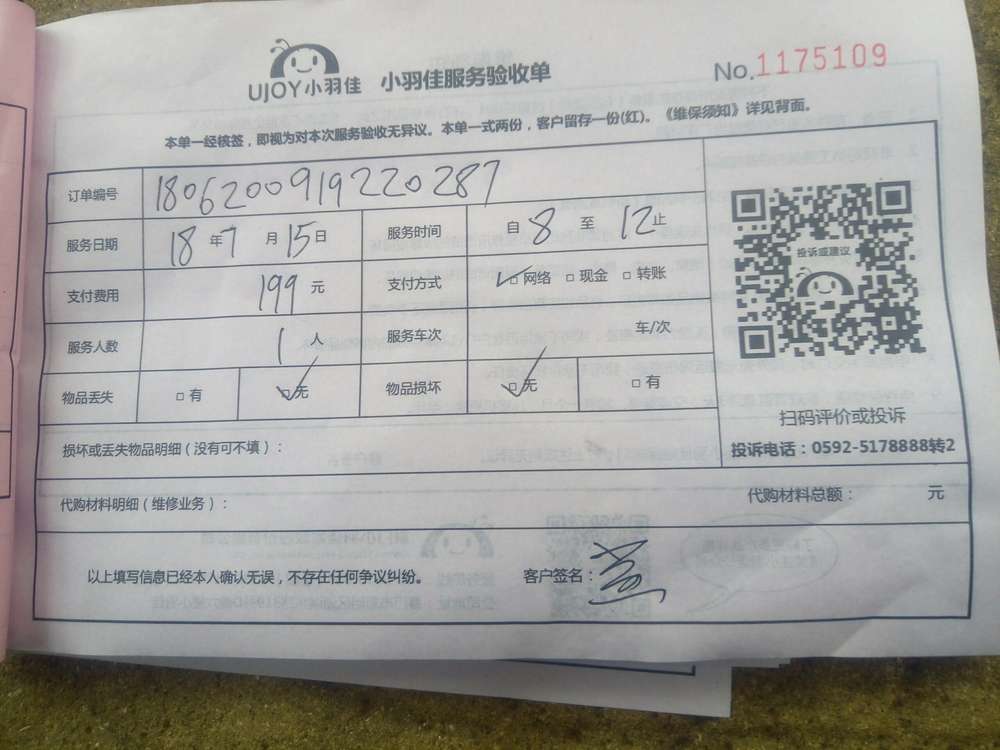 UJOY小羽佳 小羽佳服务验收单 No.1175109
本单一经核签，即视为对本次服务验收无异议。本单一式两份，客户留存一份(红)。《维保须知》详见背面。
订单编号 180620091922０287
服务日期 18年7月15日 服务时间 自8至12止
支付费用 199元 支付方式 ✓□网络 □现金 □转账
服务人数 1人 服务车次 车/次
物品丢失 □有 ✓□无 物品损坏 ✓□无 □有
投诉或建议
扫码评价或投诉
投诉电话：0592-5178888转2
损坏或丢失物品明细（没有可不填）：
代购材料明细（维修业务）： 代购材料总额： 元
以上填写信息已经本人确认无误，不存在任何争议纠纷。 客户签名：